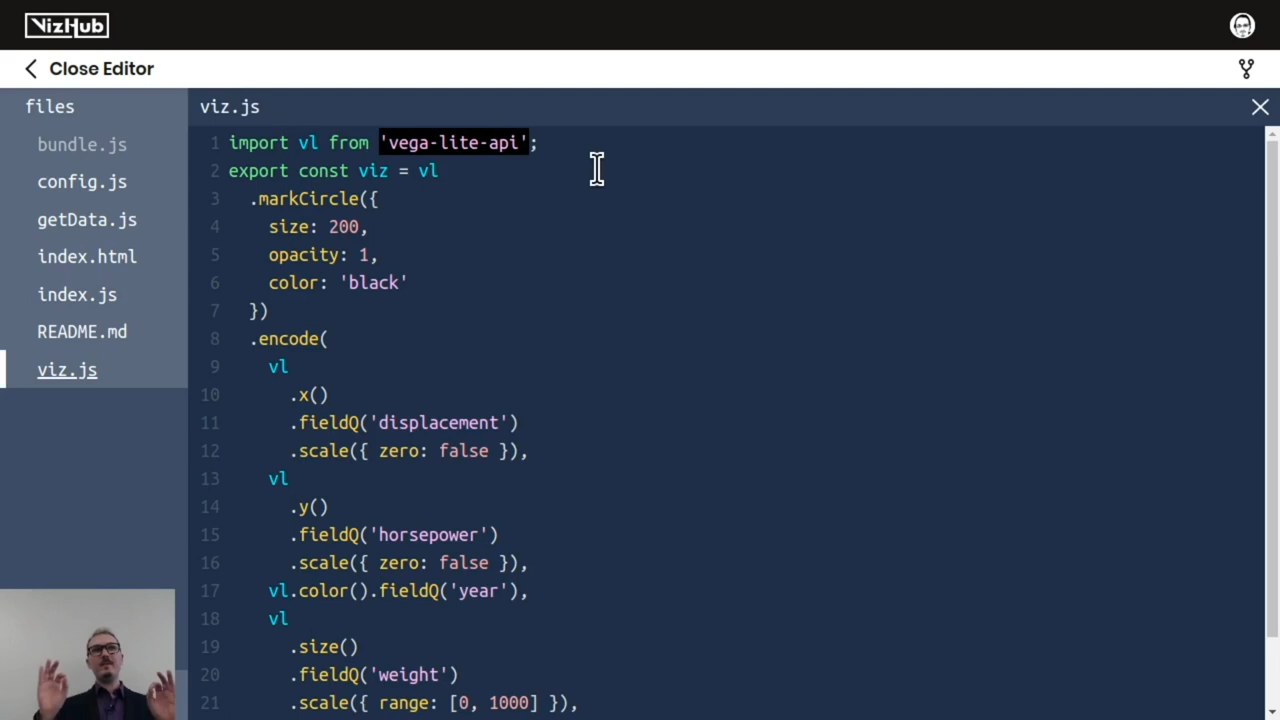 VizHub
Close Editor
files
bundle.js
config.js
getData.js
index.html
index.js
README.md
viz.js
viz.js
1 import vl from 'vega-lite-api';
2 export const viz = vl
3   .markCircle({
4     size: 200,
5     opacity: 1,
6     color: 'black'
7   })
8   .encode(
9     vl
10       .x()
11       .fieldQ('displacement')
12       .scale({ zero: false }),
13     vl
14       .y()
15       .fieldQ('horsepower')
16       .scale({ zero: false }),
17     vl.color().fieldQ('year'),
18     vl
19       .size()
20       .fieldQ('weight')
21       .scale({ range: [0, 1000] }),